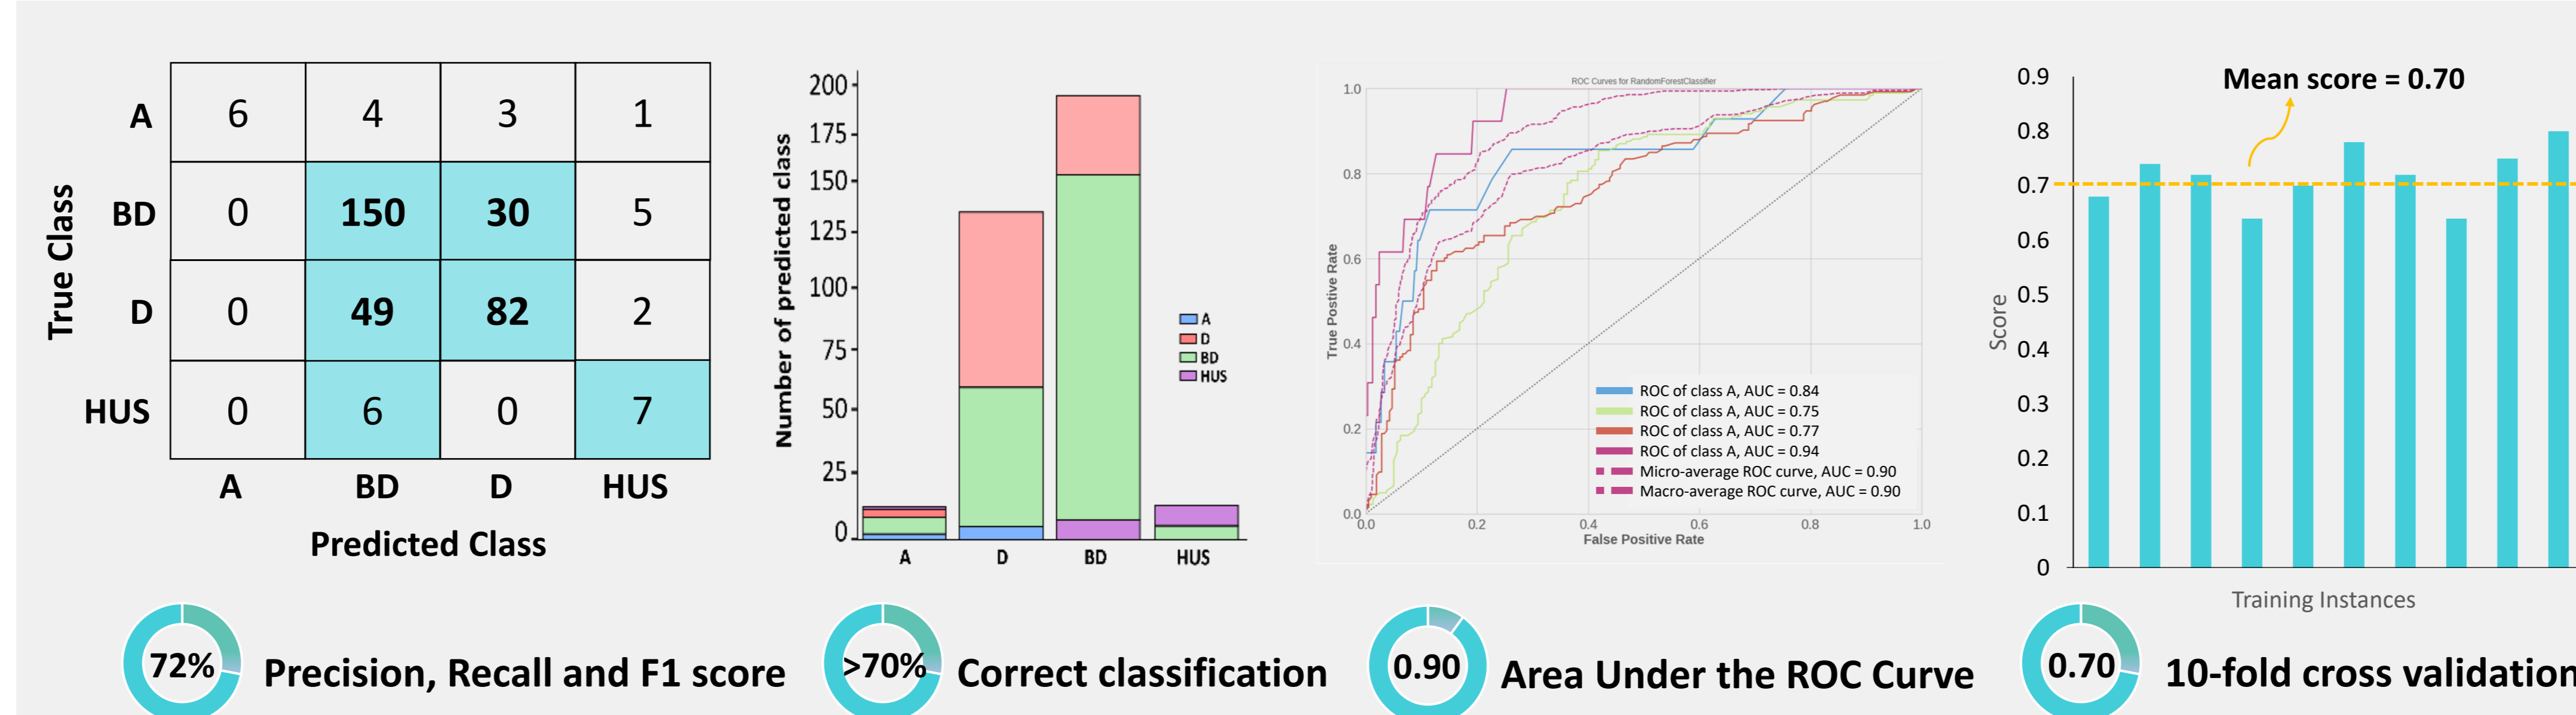 True Class
A 6 4 3 1
BD 0 150 30 5
D 0 49 82 2
HUS 0 6 0 7
A BD D HUS
Predicted Class
72% Precision, Recall and F1 score
Number of predicted class
200
175
150
125
100
75
50
25
0
A D BD HUS
A
D
BD
HUS
>70% Correct classification
ROC Curves for RandomForestClassifier
True Postive Rate
1.0
0.8
0.6
0.4
0.2
0.0
0.0 0.2 0.4 0.6 0.8 1.0
False Positive Rate
ROC of class A, AUC = 0.84
ROC of class A, AUC = 0.75
ROC of class A, AUC = 0.77
ROC of class A, AUC = 0.94
Micro-average ROC curve, AUC = 0.90
Macro-average ROC curve, AUC = 0.90
0.90 Area Under the ROC Curve
Mean score = 0.70
Score
0.9
0.8
0.7
0.6
0.5
0.4
0.3
0.2
0.1
0
Training Instances
0.70 10-fold cross validation